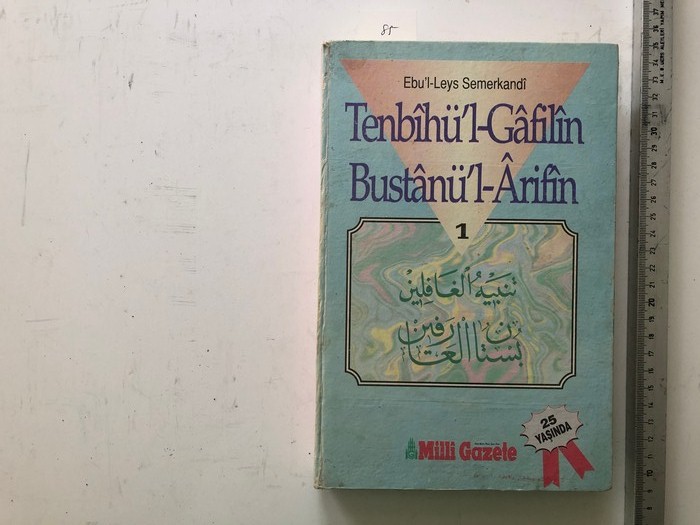 85
Ebu'l-Leys Semerkandî
Tenbîhü'l-Gâfilîn
Bustânü'l-Ârifîn
1
تنبيه الغافلين
بستان العارفين
25
YAŞINDA
Milli Gazete